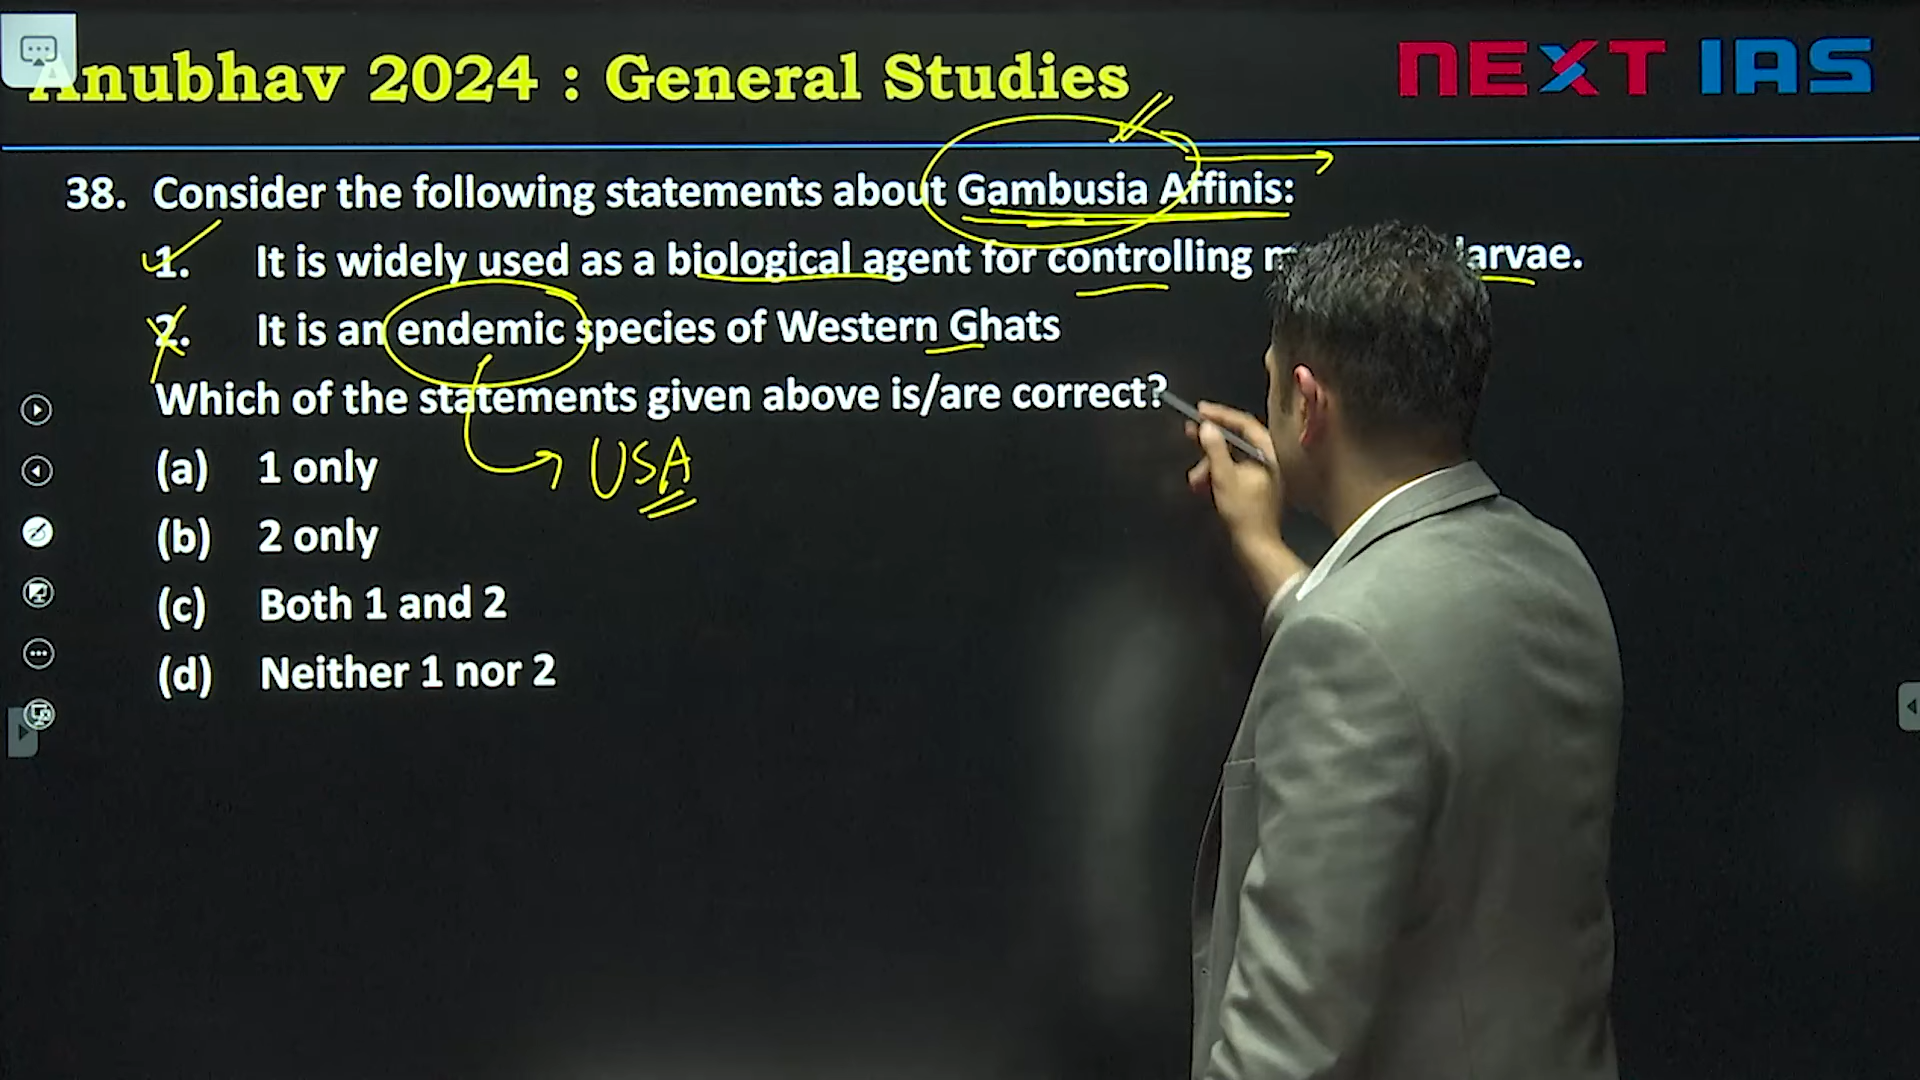 Anubhav 2024 : General Studies
NEXT IAS
38. Consider the following statements about Gambusia Affinis:
1. It is widely used as a biological agent for controlling larvae.
2. It is an endemic species of Western Ghats
Which of the statements given above is/are correct?
(a) 1 only
USA
(b) 2 only
(c) Both 1 and 2
(d) Neither 1 nor 2